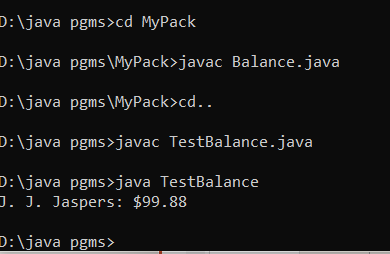 D:\java pgms>cd MyPack
D:\java pgms\MyPack>javac Balance.java
D:\java pgms\MyPack>cd..
D:\java pgms>javac TestBalance.java
D:\java pgms>java TestBalance
J. J. Jaspers: $99.88
D:\java pgms>